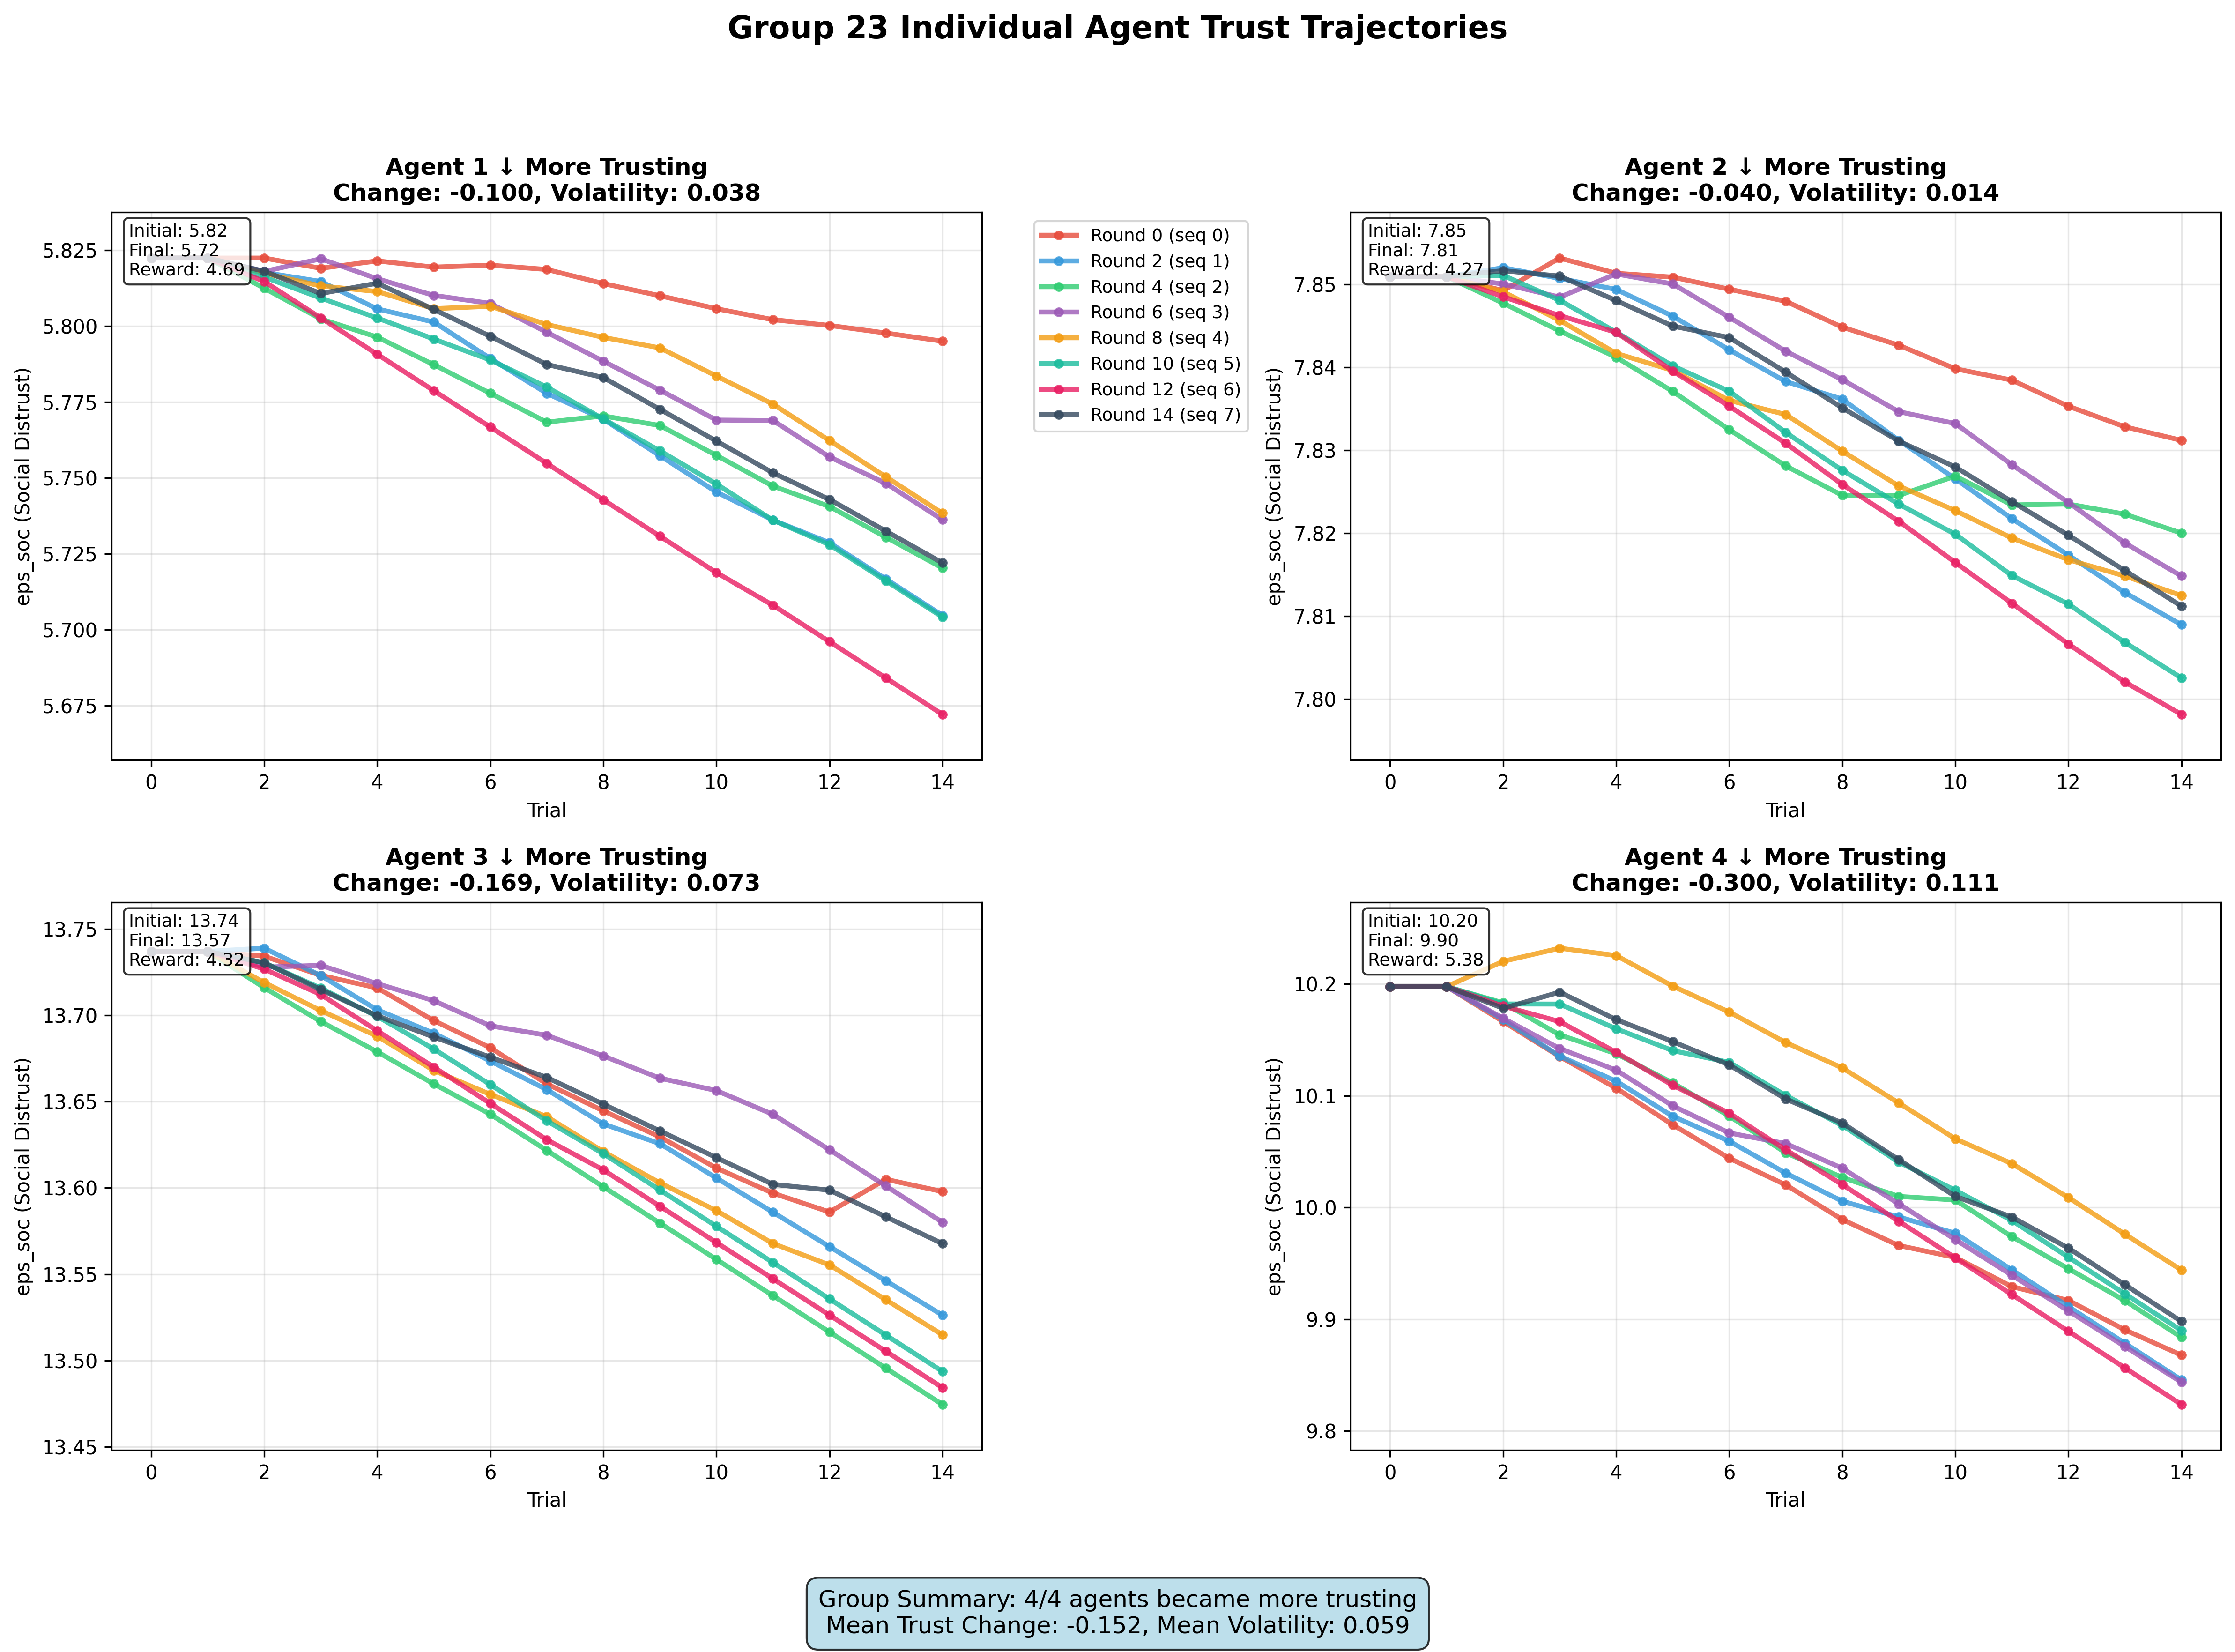 Group 23 Individual Agent Trust Trajectories
Agent 1 ↓ More Trusting
Change: -0.100, Volatility: 0.038
Initial: 5.82
Final: 5.72
Reward: 4.69
eps_soc (Social Distrust)
5.825
5.800
5.775
5.750
5.725
5.700
5.675
0 2 4 6 8 10 12 14
Trial
Round 0 (seq 0)
Round 2 (seq 1)
Round 4 (seq 2)
Round 6 (seq 3)
Round 8 (seq 4)
Round 10 (seq 5)
Round 12 (seq 6)
Round 14 (seq 7)
Agent 2 ↓ More Trusting
Change: -0.040, Volatility: 0.014
Initial: 7.85
Final: 7.81
Reward: 4.27
eps_soc (Social Distrust)
7.85
7.84
7.83
7.82
7.81
7.80
0 2 4 6 8 10 12 14
Trial
Agent 3 ↓ More Trusting
Change: -0.169, Volatility: 0.073
Initial: 13.74
Final: 13.57
Reward: 4.32
eps_soc (Social Distrust)
13.75
13.70
13.65
13.60
13.55
13.50
13.45
0 2 4 6 8 10 12 14
Trial
Agent 4 ↓ More Trusting
Change: -0.300, Volatility: 0.111
Initial: 10.20
Final: 9.90
Reward: 5.38
eps_soc (Social Distrust)
10.2
10.1
10.0
9.9
9.8
0 2 4 6 8 10 12 14
Trial
Group Summary: 4/4 agents became more trusting
Mean Trust Change: -0.152, Mean Volatility: 0.059